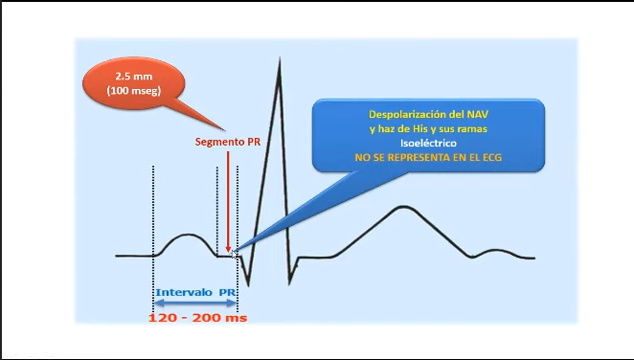 2.5 mm
(100 mseg)
Segmento PR
Despolarización del NAV
y haz de His y sus ramas
Isoeléctrico
NO SE REPRESENTA EN EL ECG
Intervalo PR
120 - 200 ms